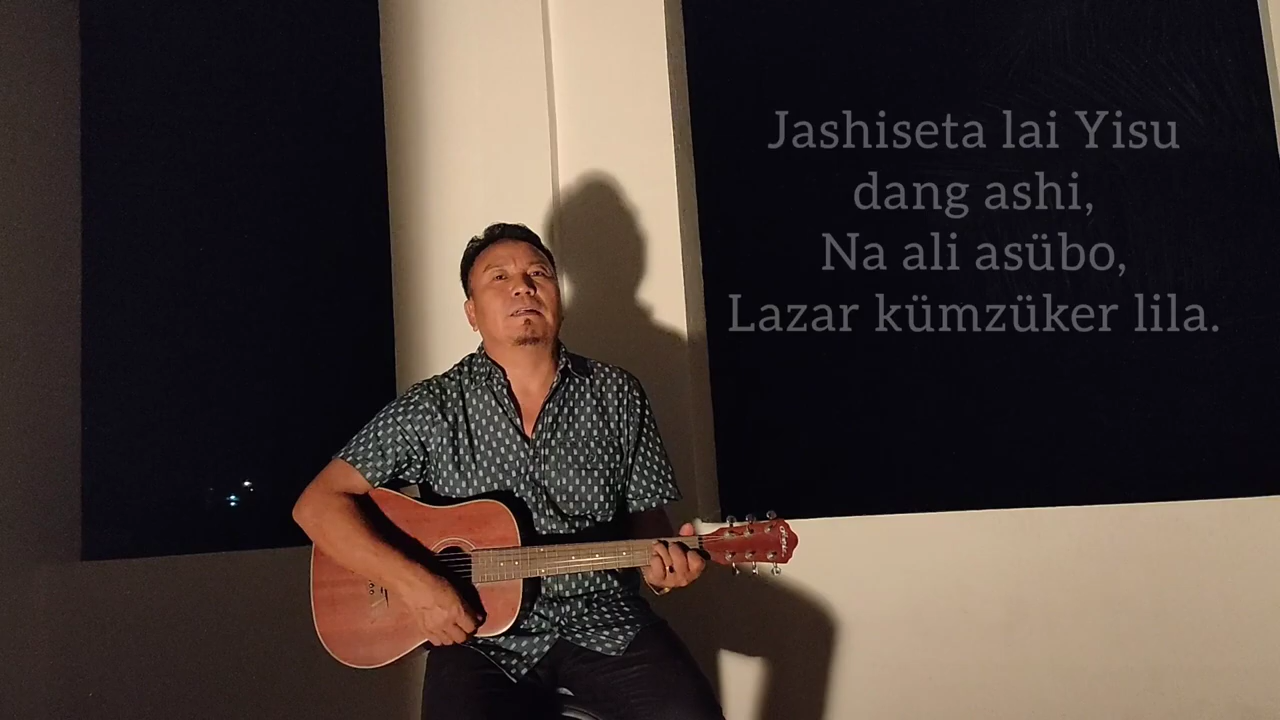 Jashiseta lai Yisu
dang ashi,
Na ali asübo,
Lazar kümzüker lila.